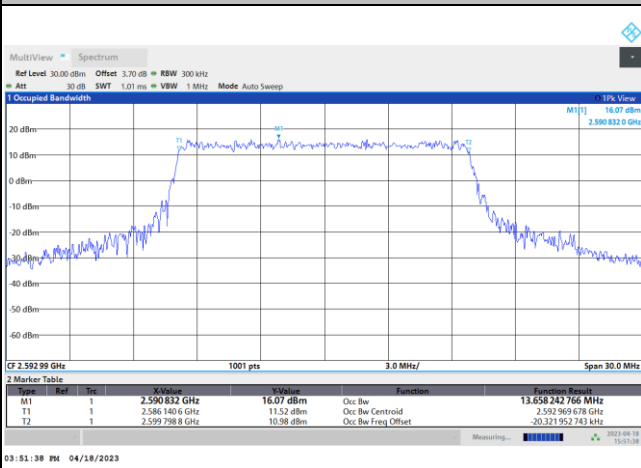 MultiView Spectrum
Ref Level 30.00 dBm Offset 3.70 dB RBW 300 kHz
Att 30 dB SWT 1.01 ms VBW 1 MHz Mode Auto Sweep
1 Occupied Bandwidth 1Pk View
M1[1] 16.07 dBm
2.590 832 0 GHz
T1 M1 T2
20 dBm
10 dBm
0 dBm
-10 dBm
-20 dBm
-30 dBm
-40 dBm
-50 dBm
-60 dBm
CF 2.592 99 GHz 1001 pts 3.0 MHz/ Span 30.0 MHz
2 Marker Table
Type Ref Trc X-Value Y-Value Function Function Result
M1 1 2.590 832 GHz 16.07 dBm Occ Bw 13.658 242 766 MHz
T1 1 2.586 140 6 GHz 11.52 dBm Occ Bw Centroid 2.592 969 678 GHz
T2 1 2.599 798 8 GHz 10.98 dBm Occ Bw Freq Offset -20.321 952 743 kHz
Measuring... 2023-04-18
15:51:38
03:51:38 PM 04/18/2023